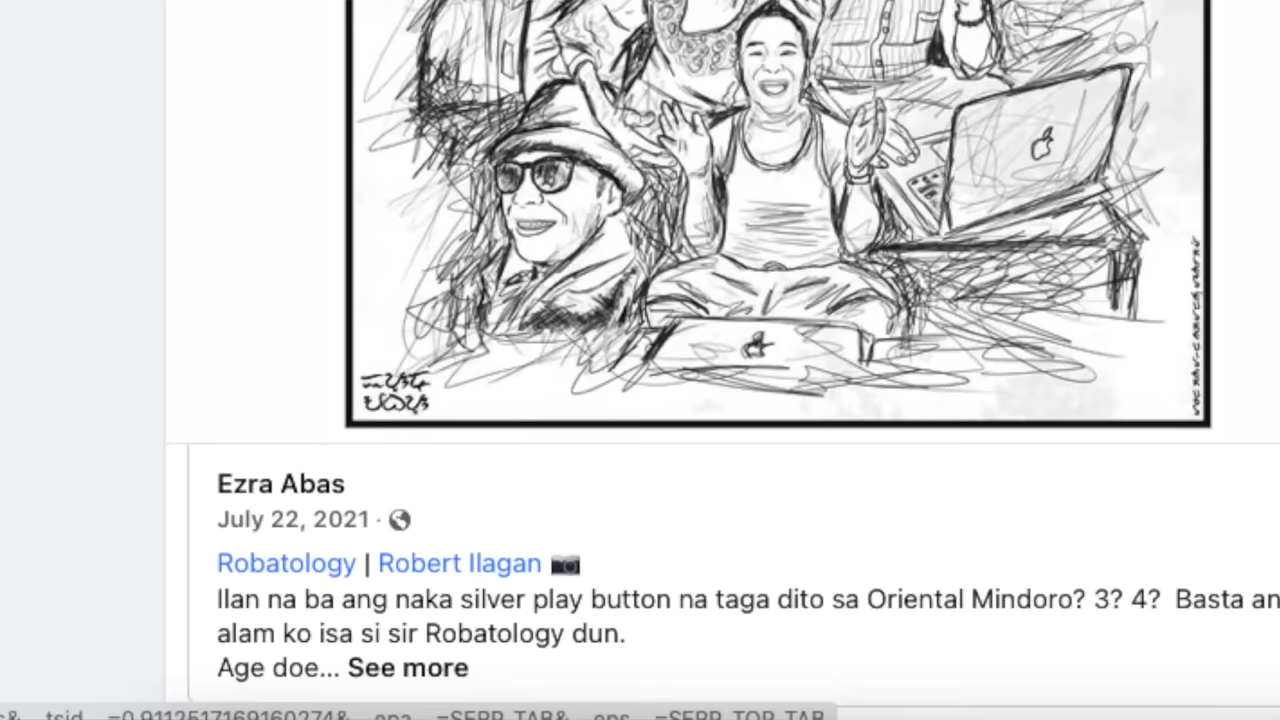 Ezra Abas
July 22, 2021 ·
Robatology | Robert Ilagan
Ilan na ba ang naka silver play button na taga dito sa Oriental Mindoro? 3? 4? Basta an
alam ko isa si sir Robatology dun.
Age doe... See more